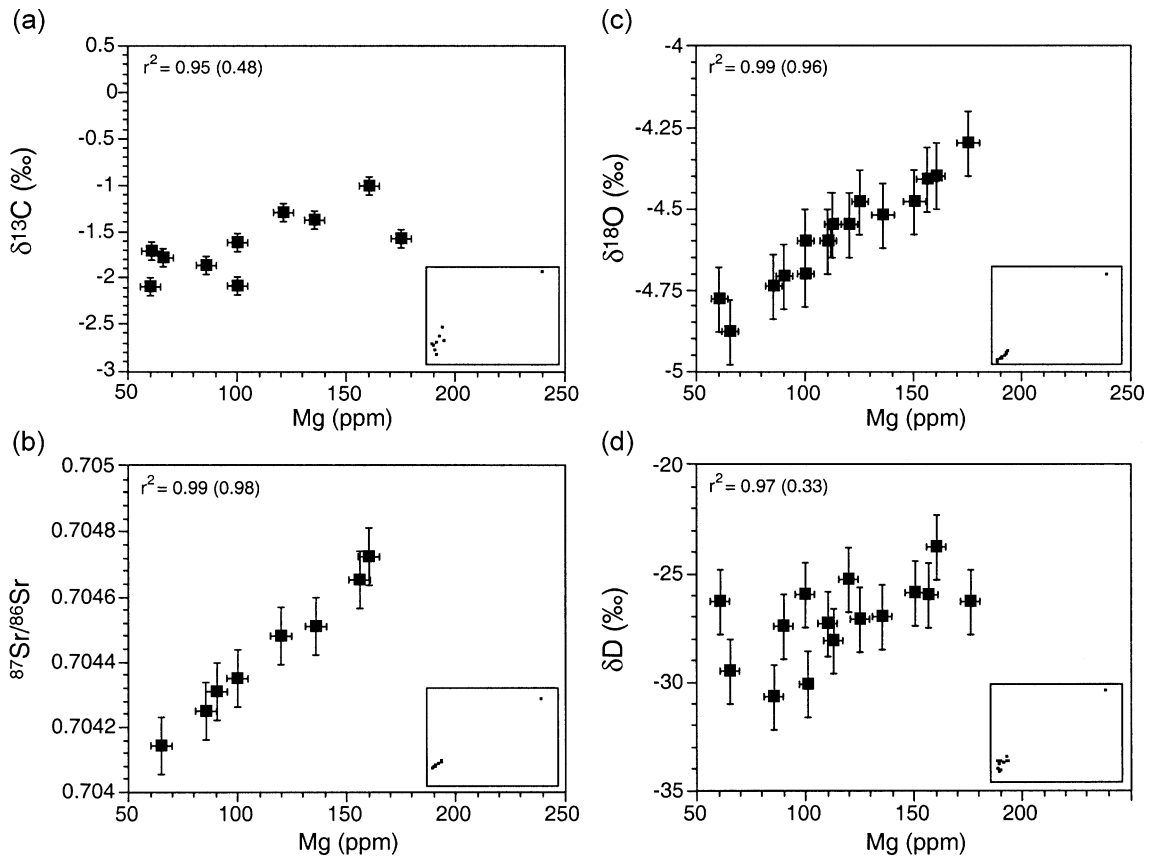 (a)
r2 = 0.95 (0.48)
0.5
0
-0.5
-1
-1.5
-2
-2.5
-3
δ13C (‰)
50 100 150 200 250
Mg (ppm)
(c)
r2 = 0.99 (0.96)
-4
-4.25
-4.5
-4.75
-5
δ18O (‰)
50 100 150 200 250
Mg (ppm)
(b)
r2 = 0.99 (0.98)
0.705
0.7048
0.7046
0.7044
0.7042
0.704
87Sr/86Sr
50 100 150 200 250
Mg (ppm)
(d)
r2 = 0.97 (0.33)
-20
-25
-30
-35
δD (‰)
50 100 150 200
Mg (ppm)